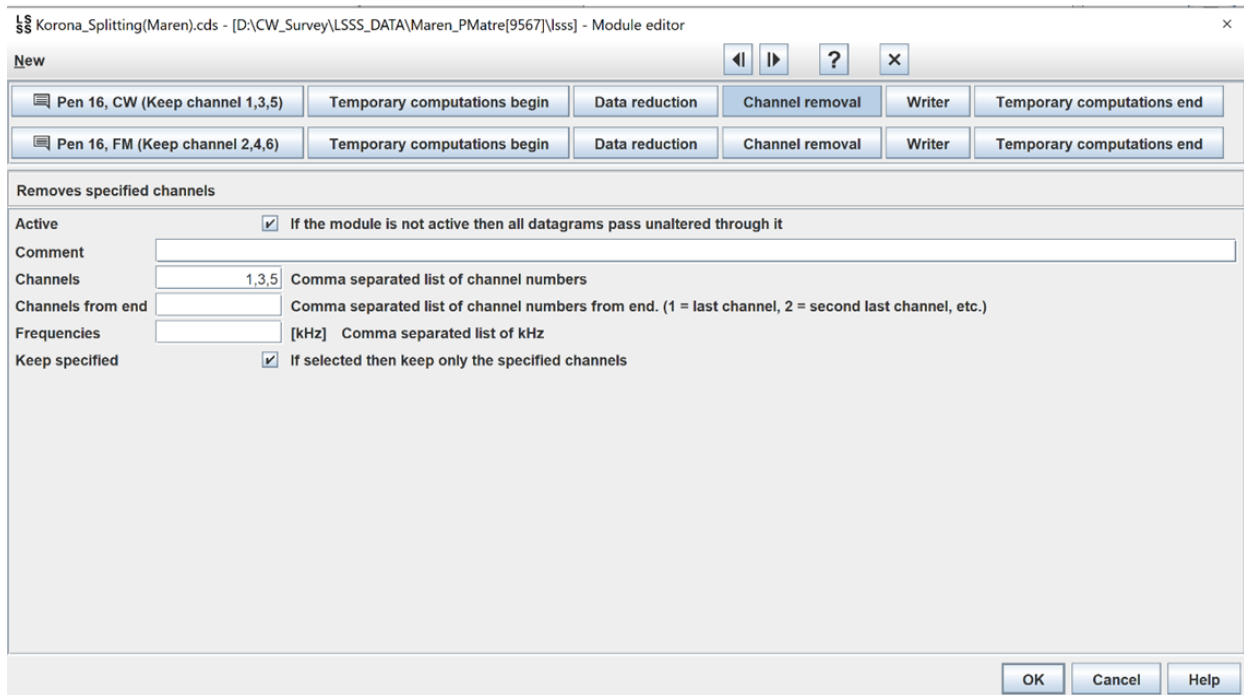 LSSS Korona_Splitting(Maren).cds - [D:\CW_Survey\LSSS_DATA\Maren_PMatre[9567]\lsss] - Module editor
New ?
Pen 16, CW (Keep channel 1,3,5) Temporary computations begin Data reduction Channel removal Writer Temporary computations end
Pen 16, FM (Keep channel 2,4,6) Temporary computations begin Data reduction Channel removal Writer Temporary computations end
Removes specified channels
Active If the module is not active then all datagrams pass unaltered through it
Comment
Channels 1,3,5 Comma separated list of channel numbers
Channels from end Comma separated list of channel numbers from end. (1 = last channel, 2 = second last channel, etc.)
Frequencies [kHz] Comma separated list of kHz
Keep specified If selected then keep only the specified channels
OK Cancel Help